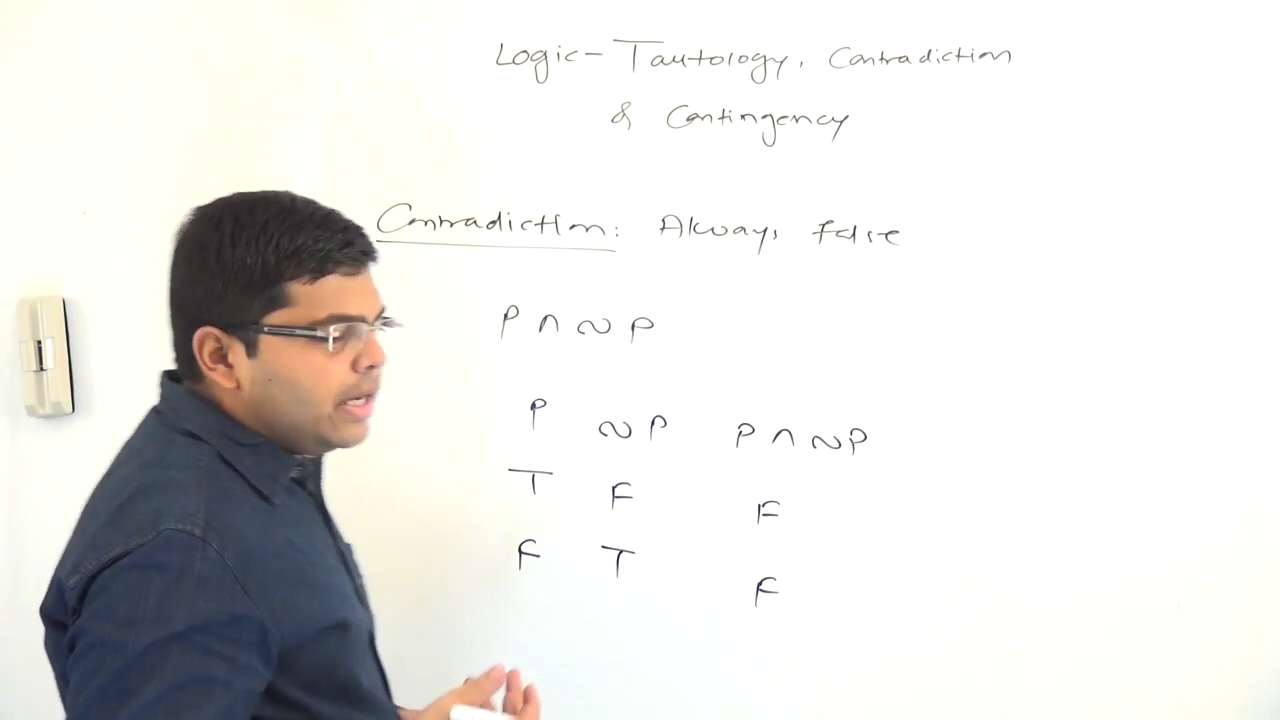 Logic - Tautology, Contradiction
& Contingency
Contradiction: Always False
P ∧ ~ P
P ~ P P ∧ ~P
T F F
F T F